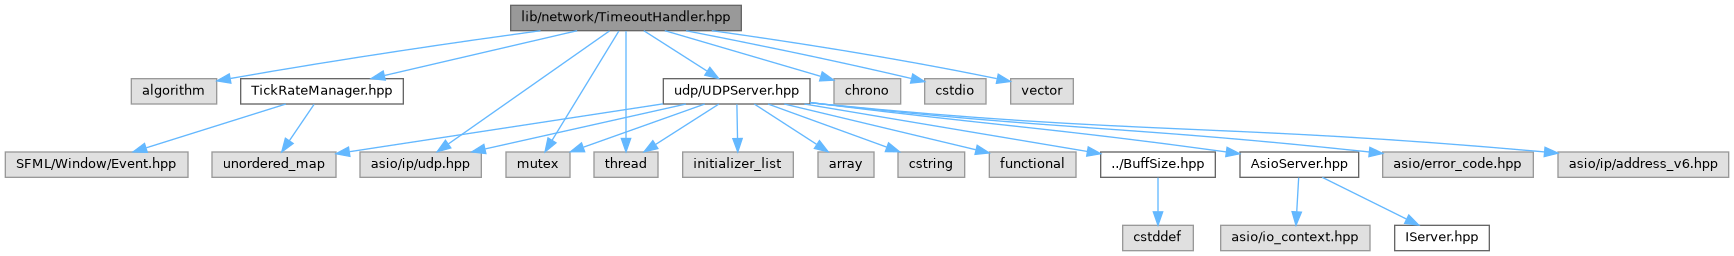 lib/network/TimeoutHandler.hpp
algorithm
TickRateManager.hpp
udp/UDPServer.hpp
chrono
cstdio
vector
SFML/Window/Event.hpp
unordered_map
asio/ip/udp.hpp
mutex
thread
initializer_list
array
cstring
functional
../BuffSize.hpp
AsioServer.hpp
asio/error_code.hpp
asio/ip/address_v6.hpp
cstddef
asio/io_context.hpp
IServer.hpp